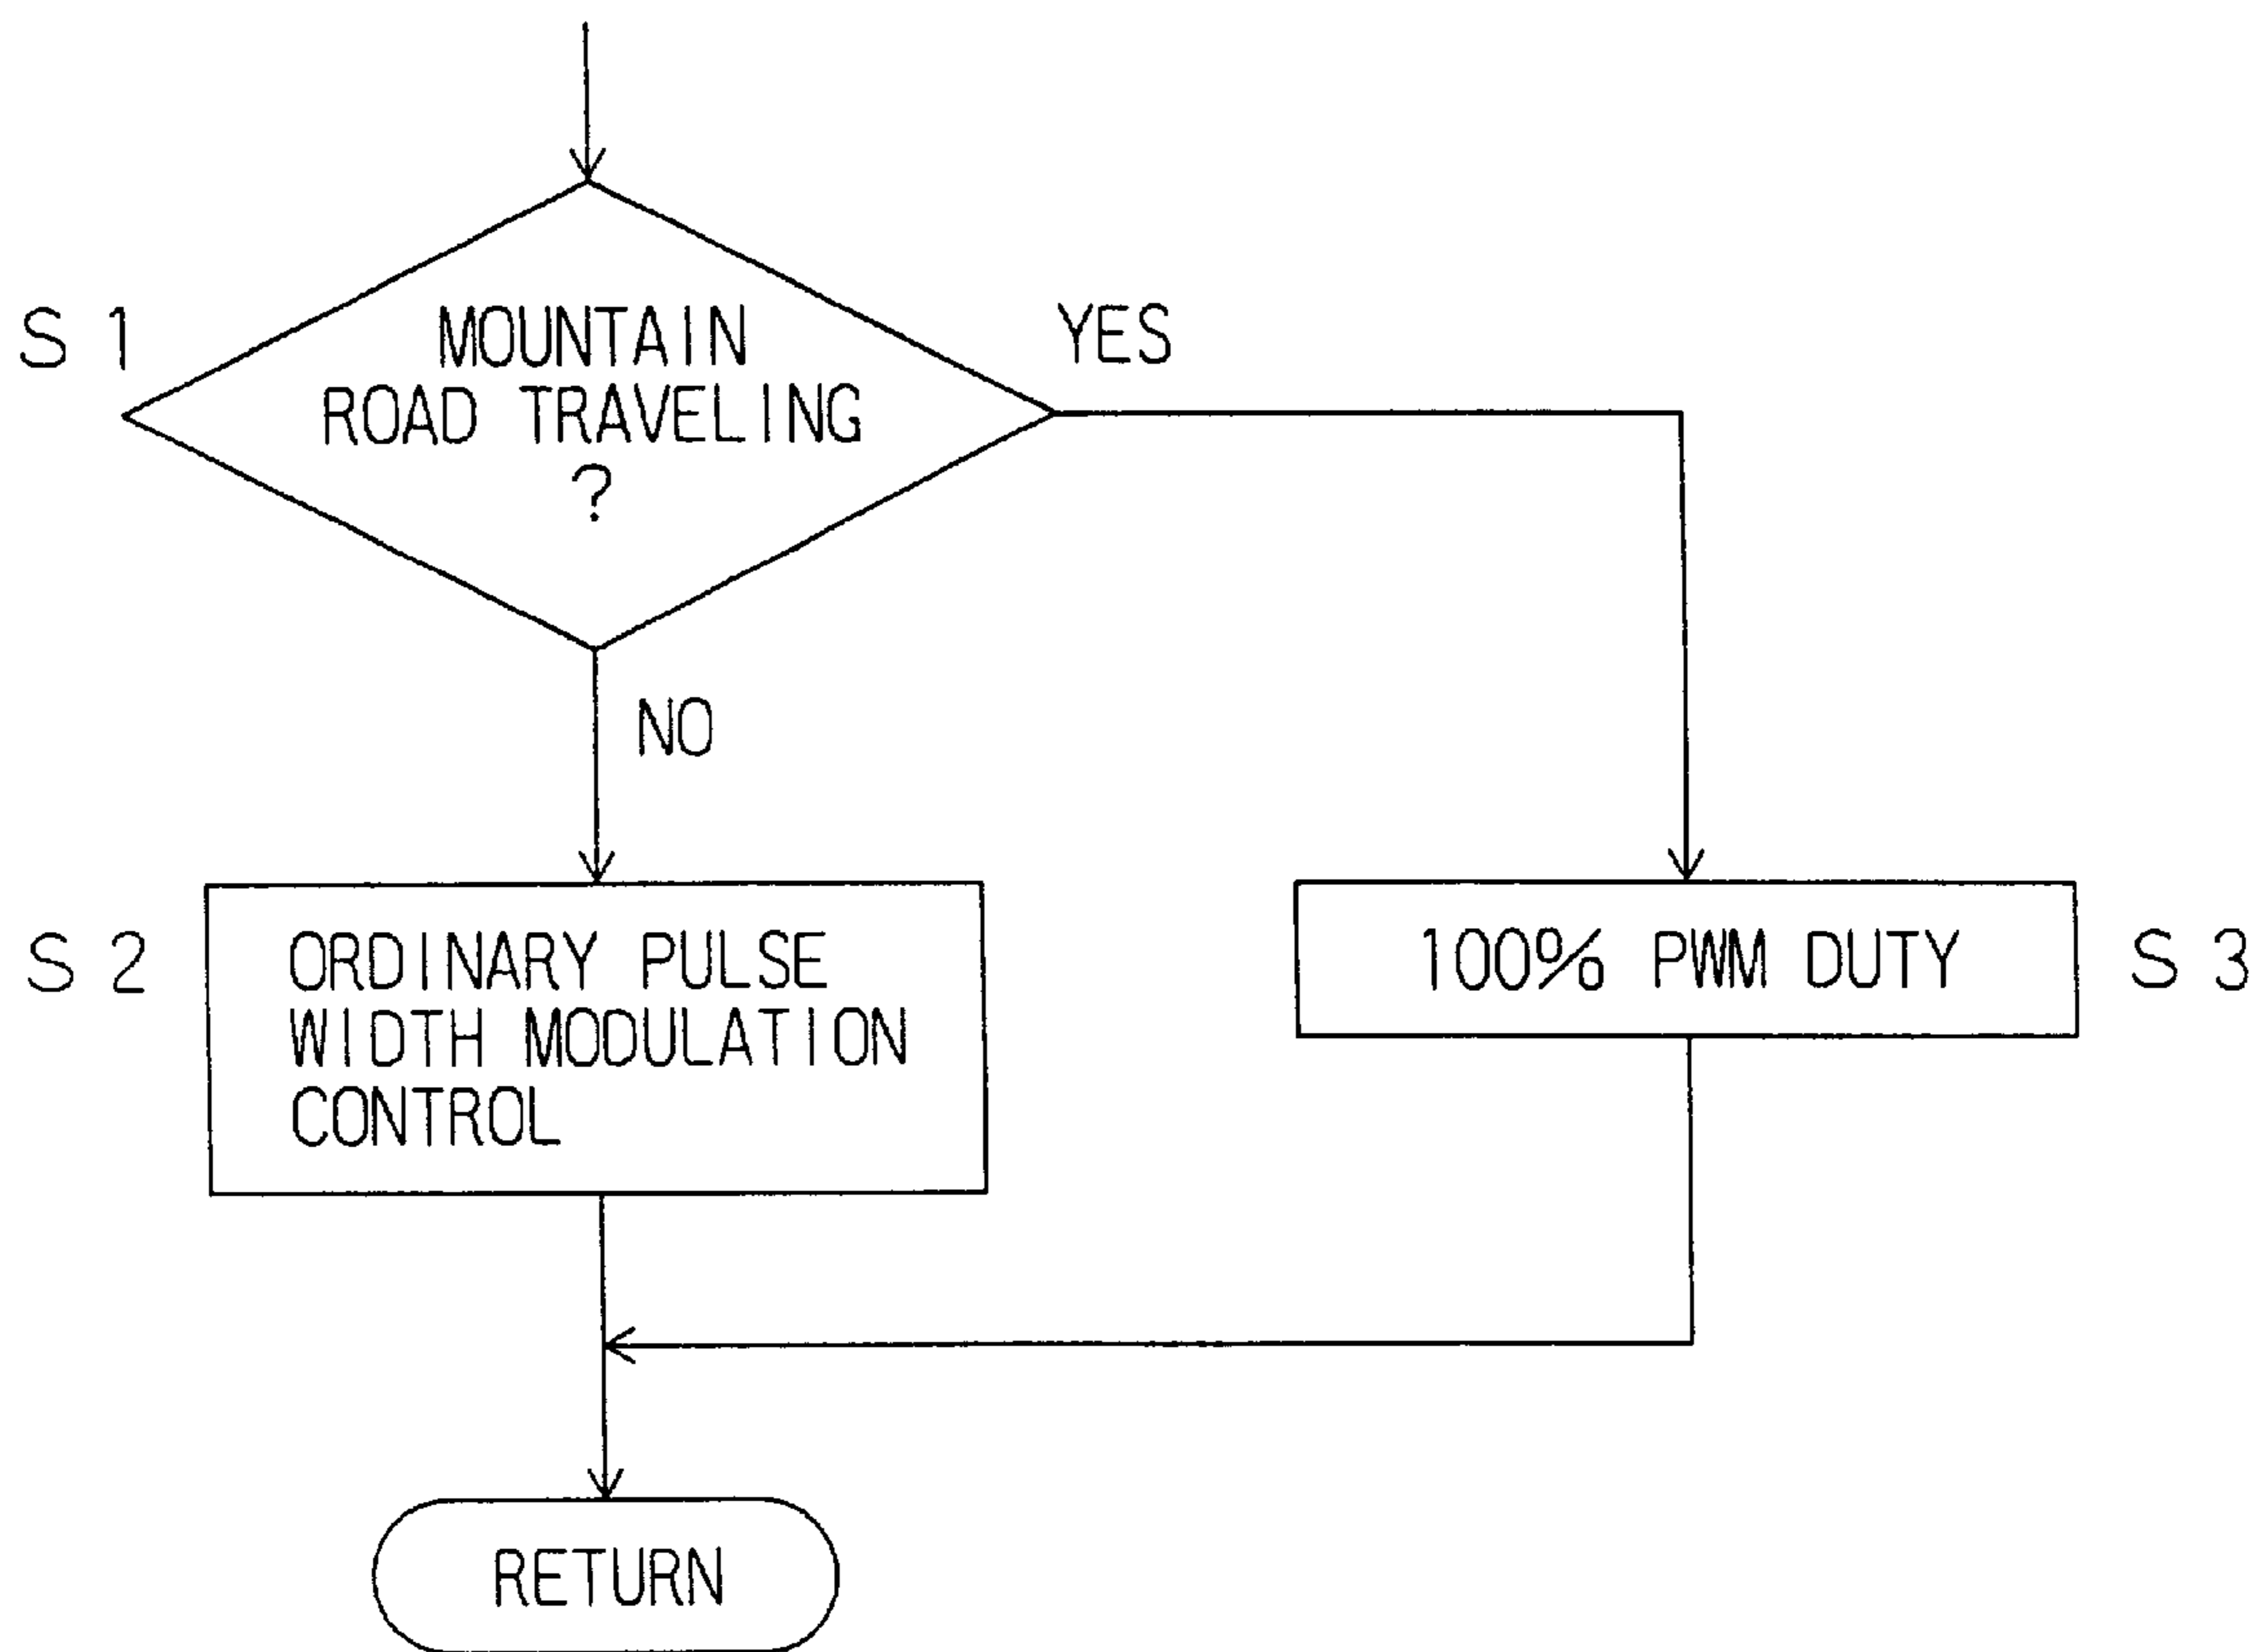 S 1
MOUNTAIN
ROAD TRAVELING
?
YES
NO
S 2
ORDINARY PULSE
WIDTH MODULATION
CONTROL
100% PWM DUTY
S 3
RETURN